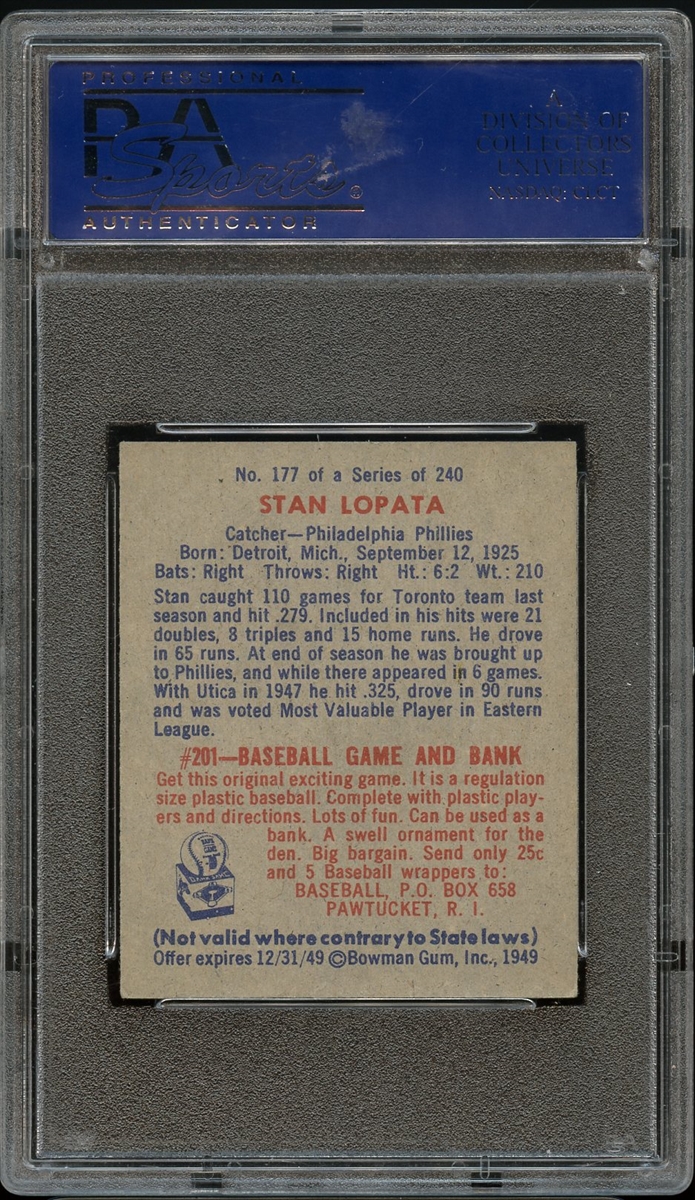 PROFESSIONAL
PSA
Sports®
AUTHENTICATOR
A
DIVISION OF
COLLECTORS
UNIVERSE
NASDAQ: CLCT
No. 177 of a Series of 240
STAN LOPATA
Catcher—Philadelphia Phillies
Born: Detroit, Mich., September 12, 1925
Bats: Right Throws: Right Ht.: 6:2 Wt.: 210
Stan caught 110 games for Toronto team last
season and hit .279. Included in his hits were 21
doubles, 8 triples and 15 home runs. He drove
in 65 runs. At end of season he was brought up
to Phillies, and while there appeared in 6 games.
With Utica in 1947 he hit .325, drove in 90 runs
and was voted Most Valuable Player in Eastern
League.
#201—BASEBALL GAME AND BANK
Get this original exciting game. It is a regulation
size plastic baseball. Complete with plastic play-
ers and directions. Lots of fun. Can be used as a
bank. A swell ornament for the
den. Big bargain. Send only 25c
and 5 Baseball wrappers to:
BASEBALL, P.O. BOX 658
PAWTUCKET, R. I.
(Not valid where contrary to State laws)
Offer expires 12/31/49 ©Bowman Gum, Inc., 1949